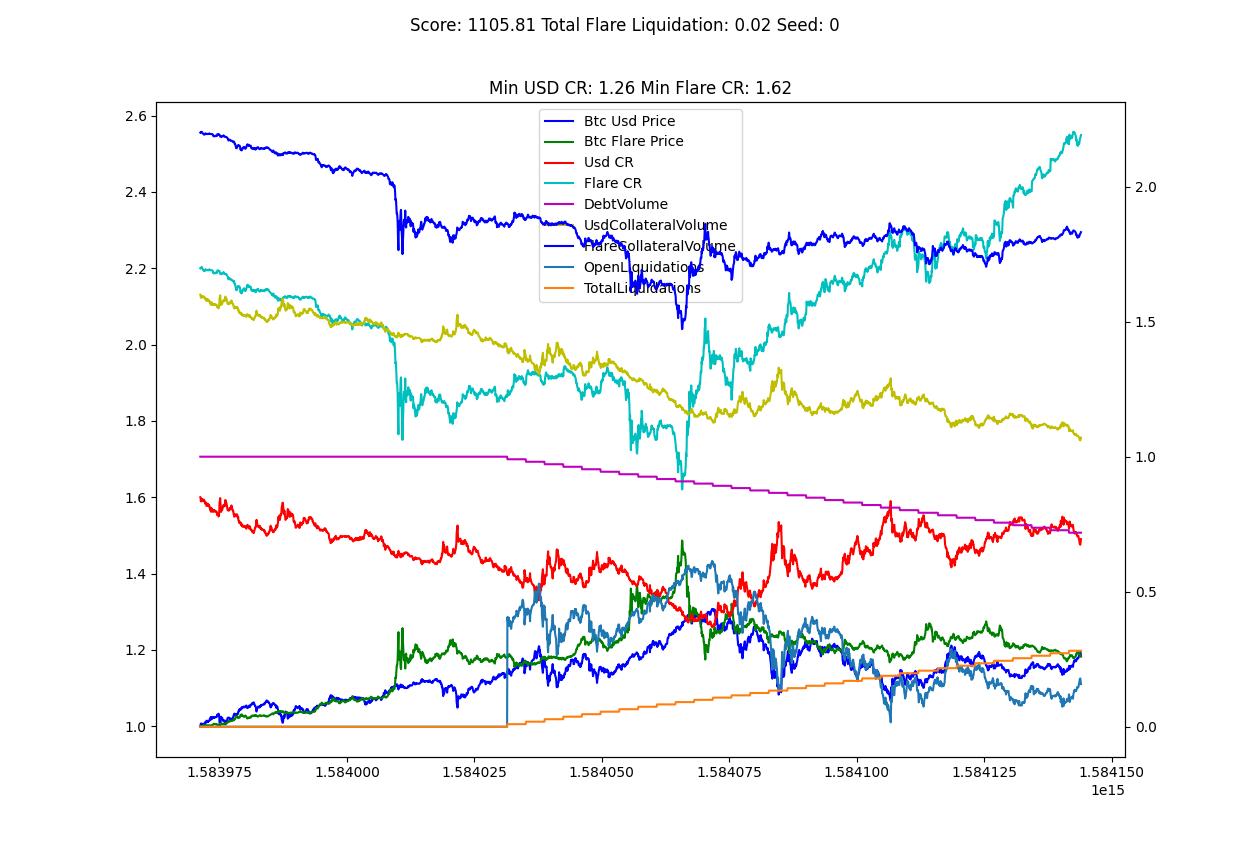 Score: 1105.81 Total Flare Liquidation: 0.02 Seed: 0
Min USD CR: 1.26 Min Flare CR: 1.62
2.6
2.4
2.2
2.0
1.8
1.6
1.4
1.2
1.0
Btc Usd Price
Btc Flare Price
Usd CR
Flare CR
DebtVolume
UsdCollateralVolume
FlareCollateralVolume
OpenLiquidations
TotalLiquidations
2.0
1.5
1.0
0.5
0.0
1.583975 1.584000 1.584025 1.584050 1.584075 1.584100 1.584125 1.584150
1e15